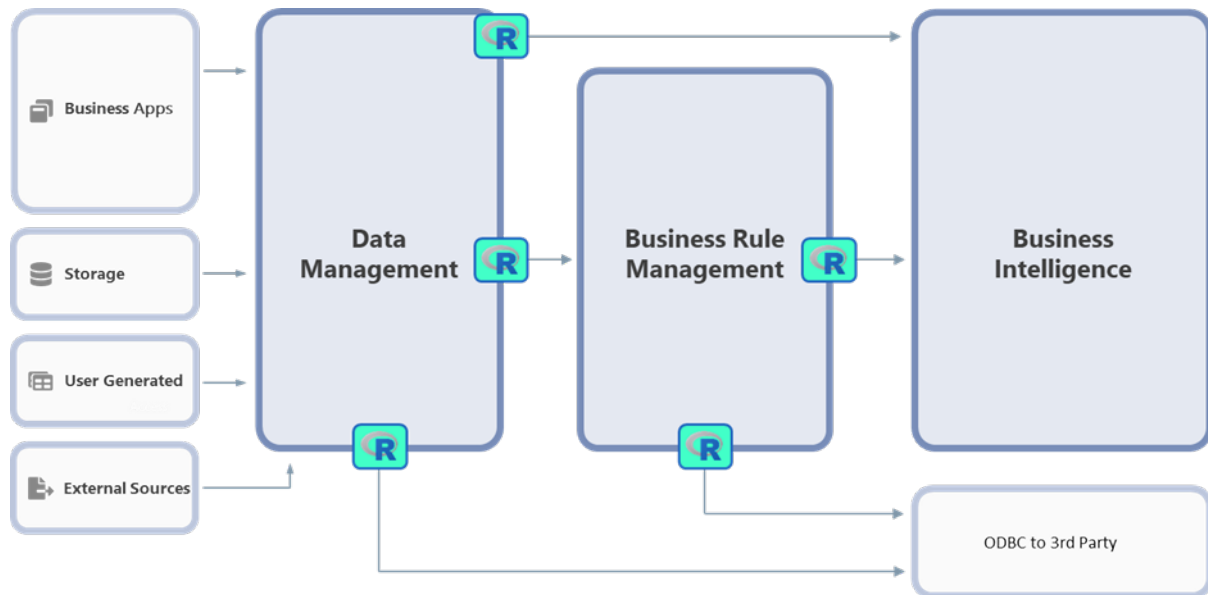 Business Apps
Storage
User Generated
External Sources
R
Data
Management
R
R
Business Rule
Management
R
R
Business
Intelligence
ODBC to 3rd Party